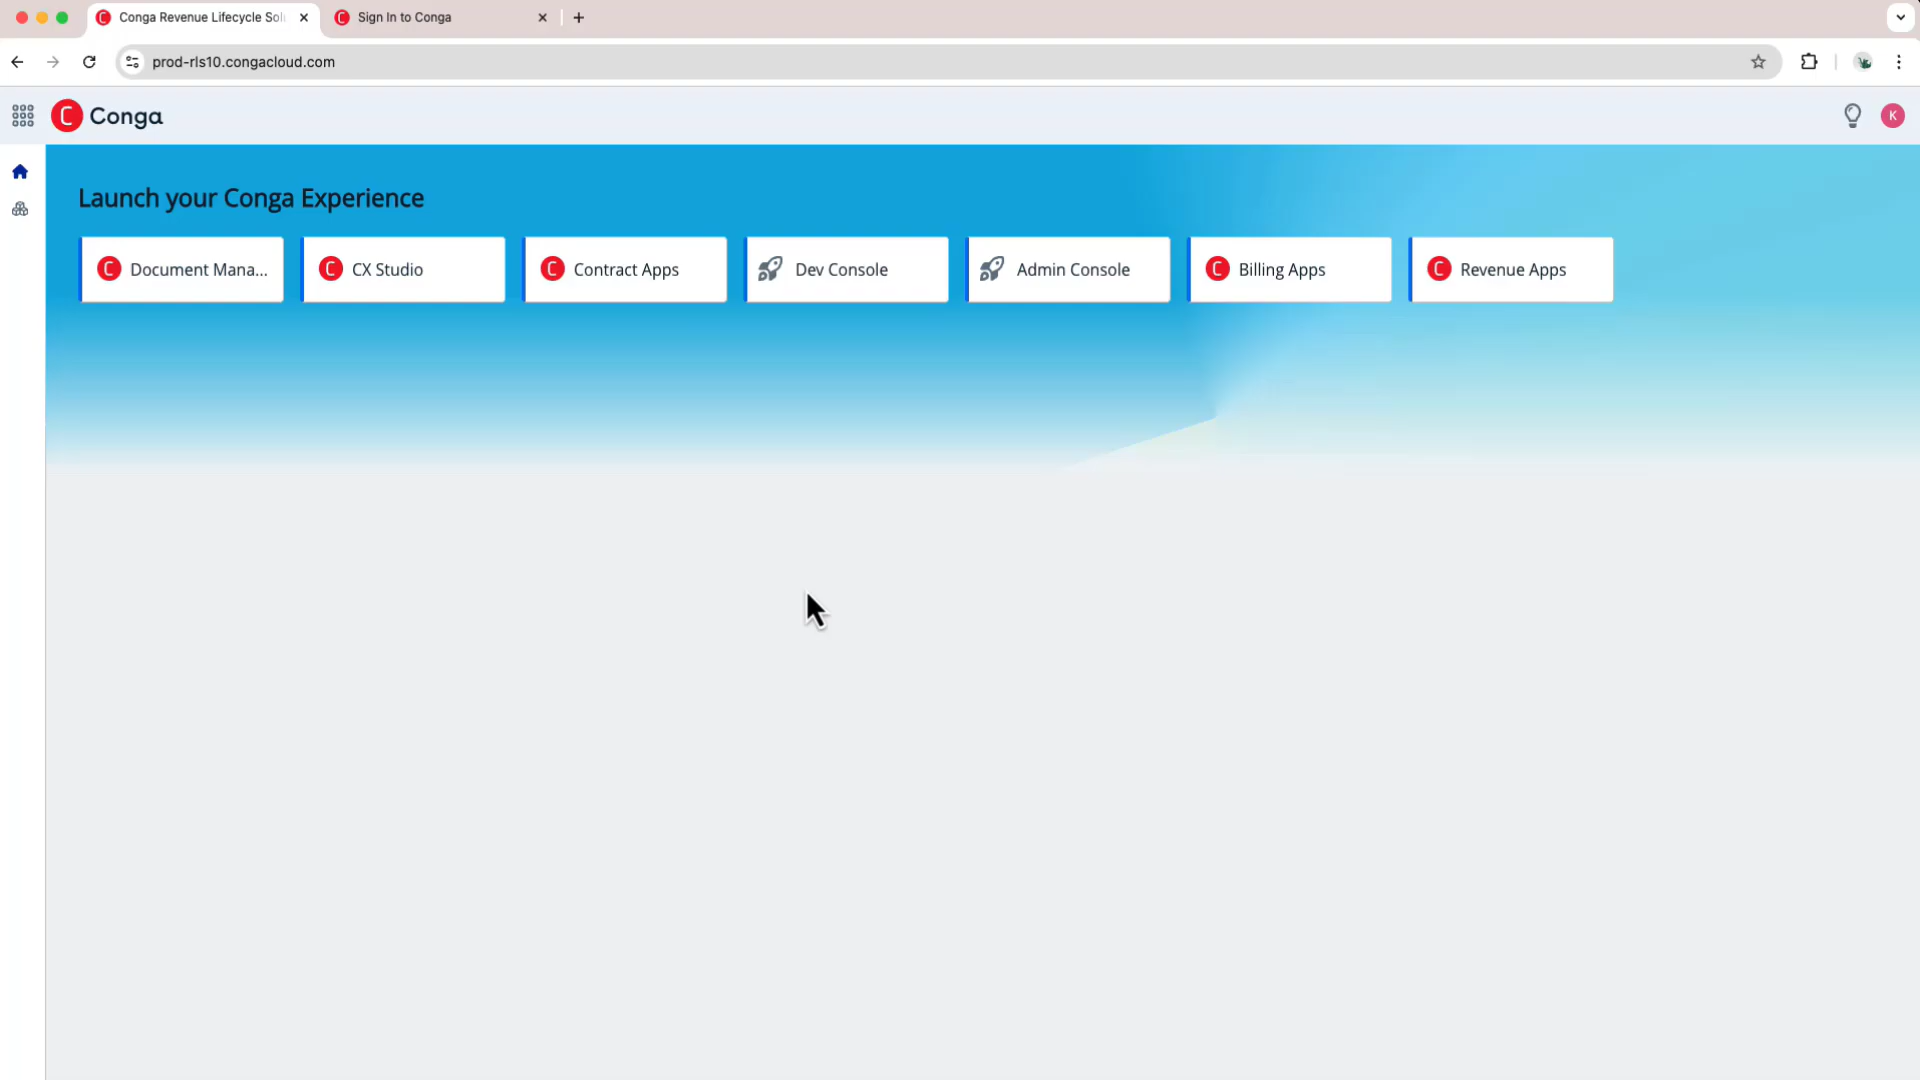 Conga Revenue Lifecycle Sol
Sign In to Conga
prod-rls10.congacloud.com
C Conga
K
Launch your Conga Experience
C Document Mana...
C CX Studio
C Contract Apps
Dev Console
Admin Console
C Billing Apps
C Revenue Apps